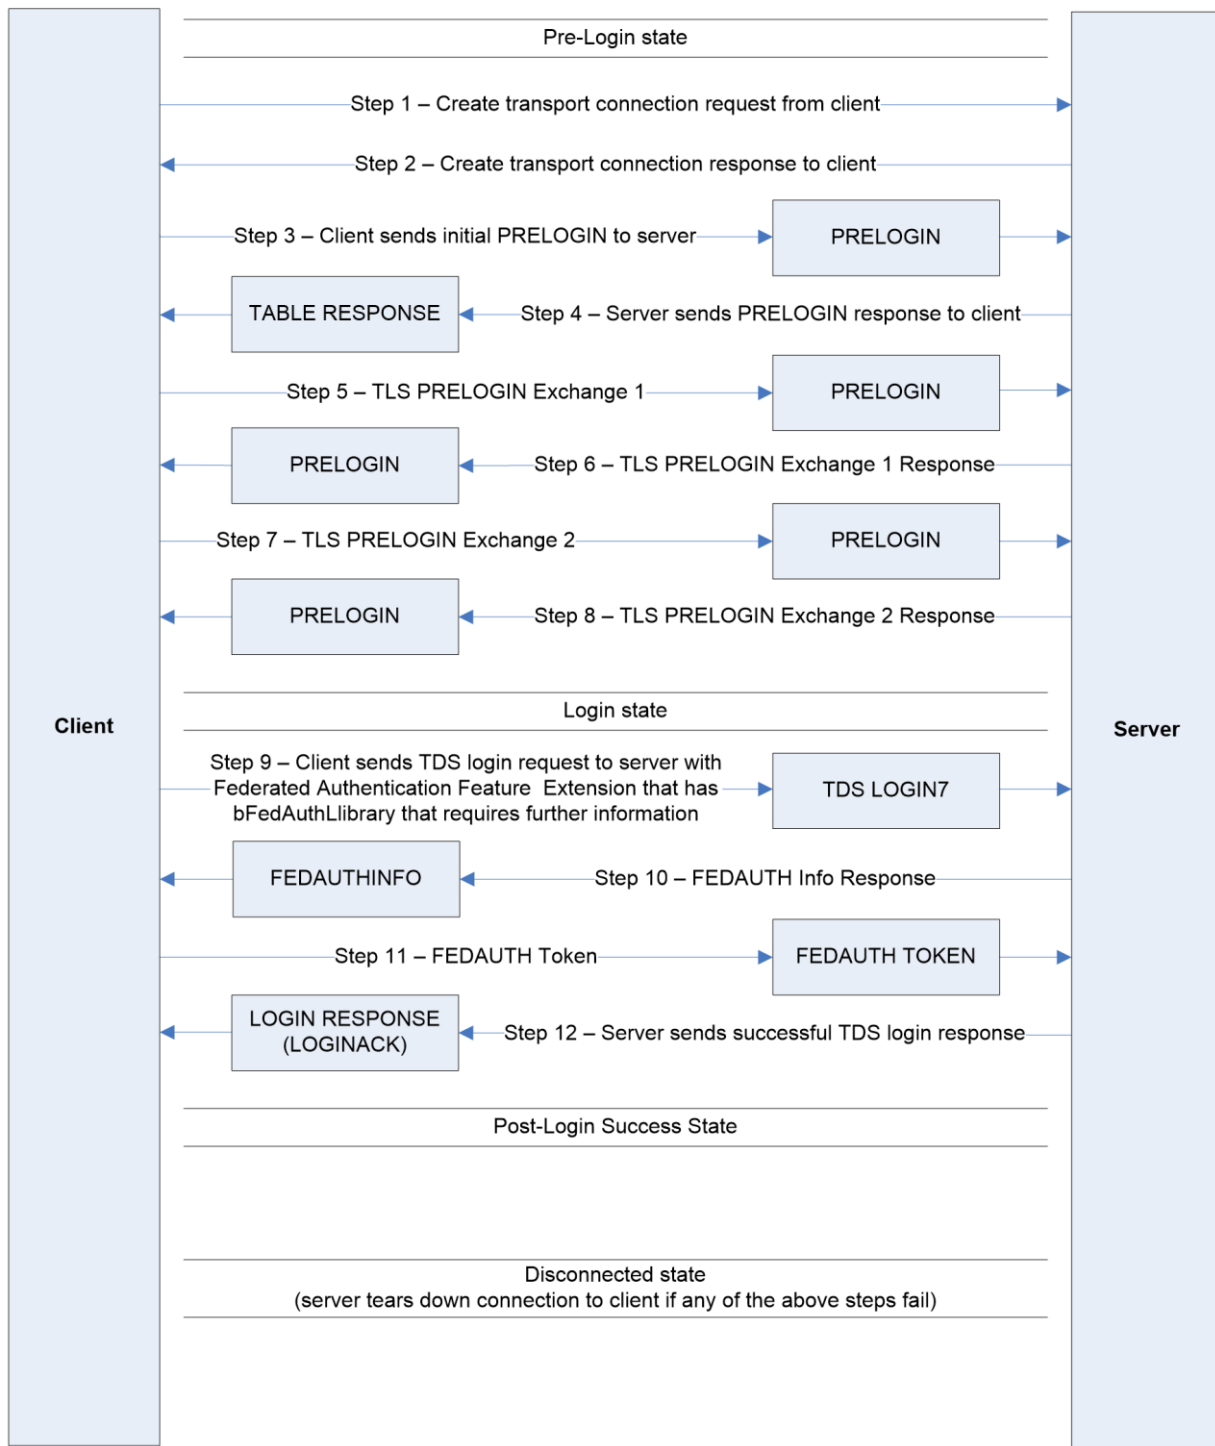 Pre-Login state
Step 1 – Create transport connection request from client
Step 2 – Create transport connection response to client
Step 3 – Client sends initial PRELOGIN to server
PRELOGIN
TABLE RESPONSE
Step 4 – Server sends PRELOGIN response to client
Step 5 – TLS PRELOGIN Exchange 1
PRELOGIN
PRELOGIN
Step 6 – TLS PRELOGIN Exchange 1 Response
Step 7 – TLS PRELOGIN Exchange 2
PRELOGIN
PRELOGIN
Step 8 – TLS PRELOGIN Exchange 2 Response
Login state
Client
Server
Step 9 – Client sends TDS login request to server with
Federated Authentication Feature  Extension that has
bFedAuthLlibrary that requires further information
TDS LOGIN7
FEDAUTHINFO
Step 10 – FEDAUTH Info Response
Step 11 – FEDAUTH Token
FEDAUTH TOKEN
LOGIN RESPONSE
(LOGINACK)
Step 12 – Server sends successful TDS login response
Post-Login Success State
Disconnected state
(server tears down connection to client if any of the above steps fail)